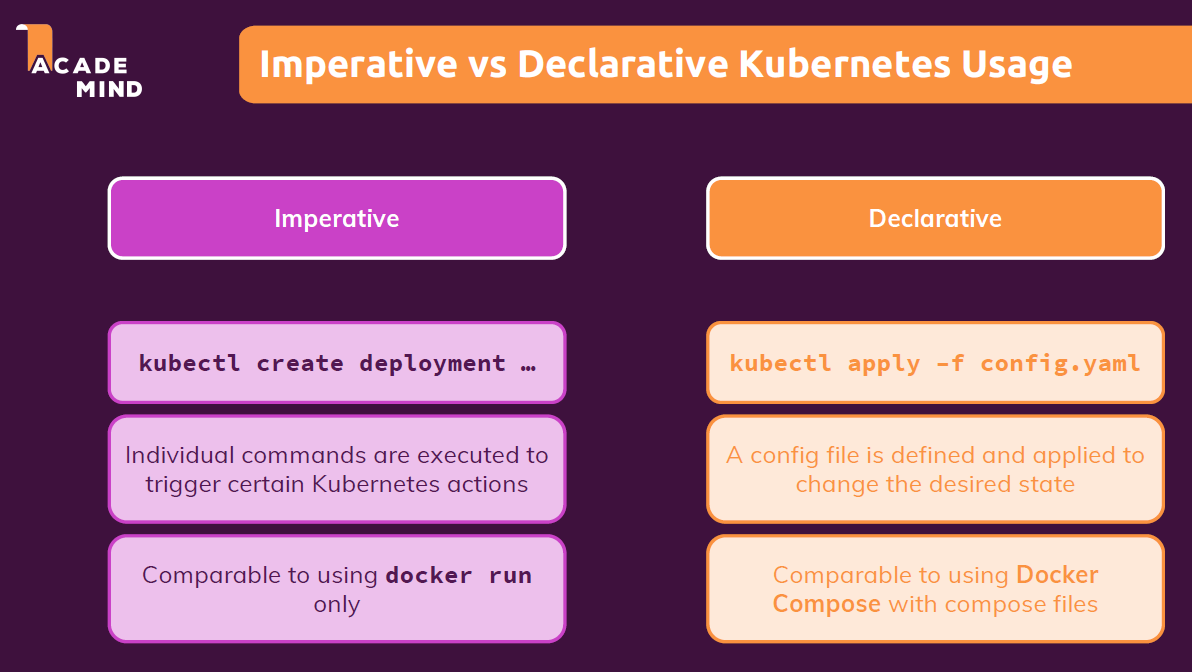 ACADE
MIND
Imperative vs Declarative Kubernetes Usage
Imperative
Declarative
kubectl create deployment …
kubectl apply –f config.yaml
Individual commands are executed to
trigger certain Kubernetes actions
A config file is defined and applied to
change the desired state
Comparable to using docker run
only
Comparable to using Docker
Compose with compose files